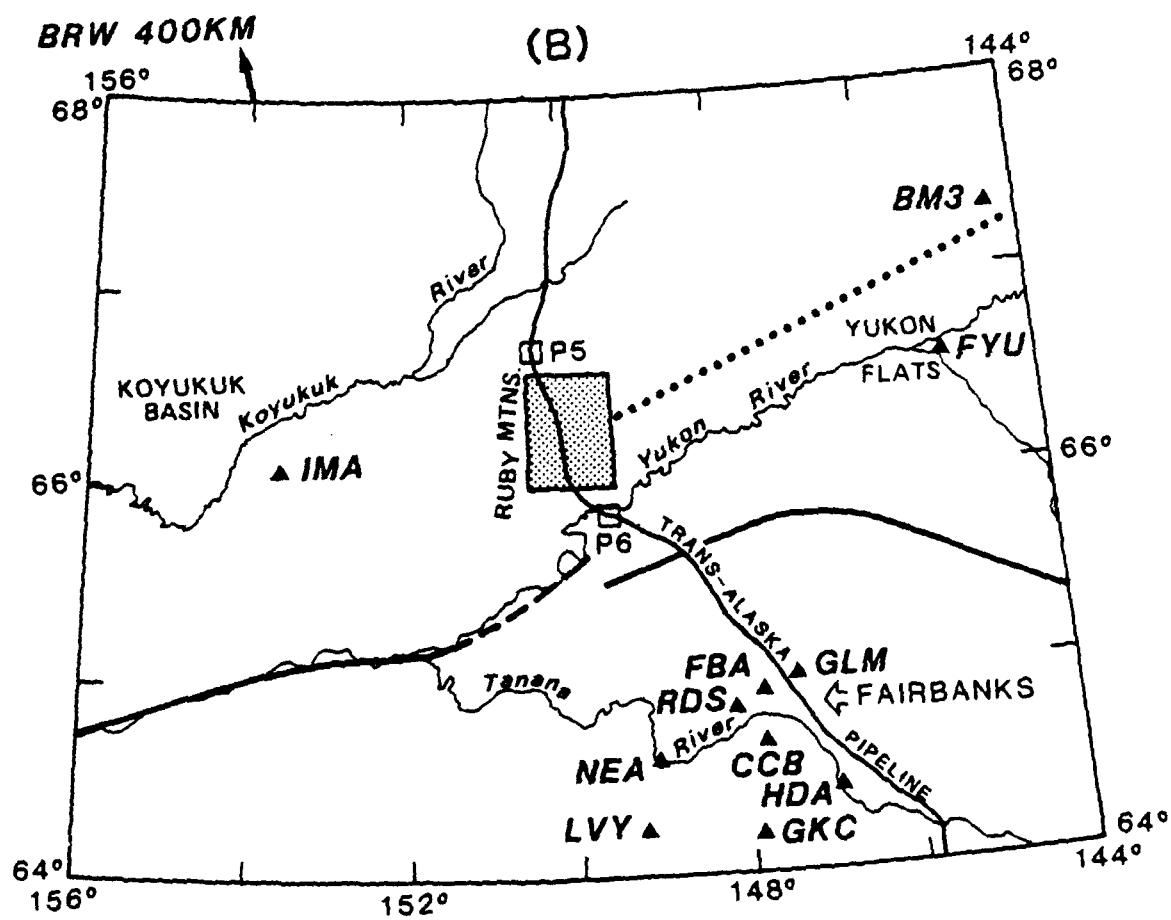 BRW 400KM
(B)
156°
144°
68°
68°
BM3
River
YUKON
FYU
FLATS
P5
KOYUKUK
BASIN
Koyukuk
RUBY MTNS.
Yukon River
66°
66°
IMA
P6
TRANS-ALASKA
PIPELINE
FBA
GLM
RDS
FAIRBANKS
Tanana
River
NEA
CCB
HDA
LVY
GKC
64°
64°
156°
152°
148°
144°